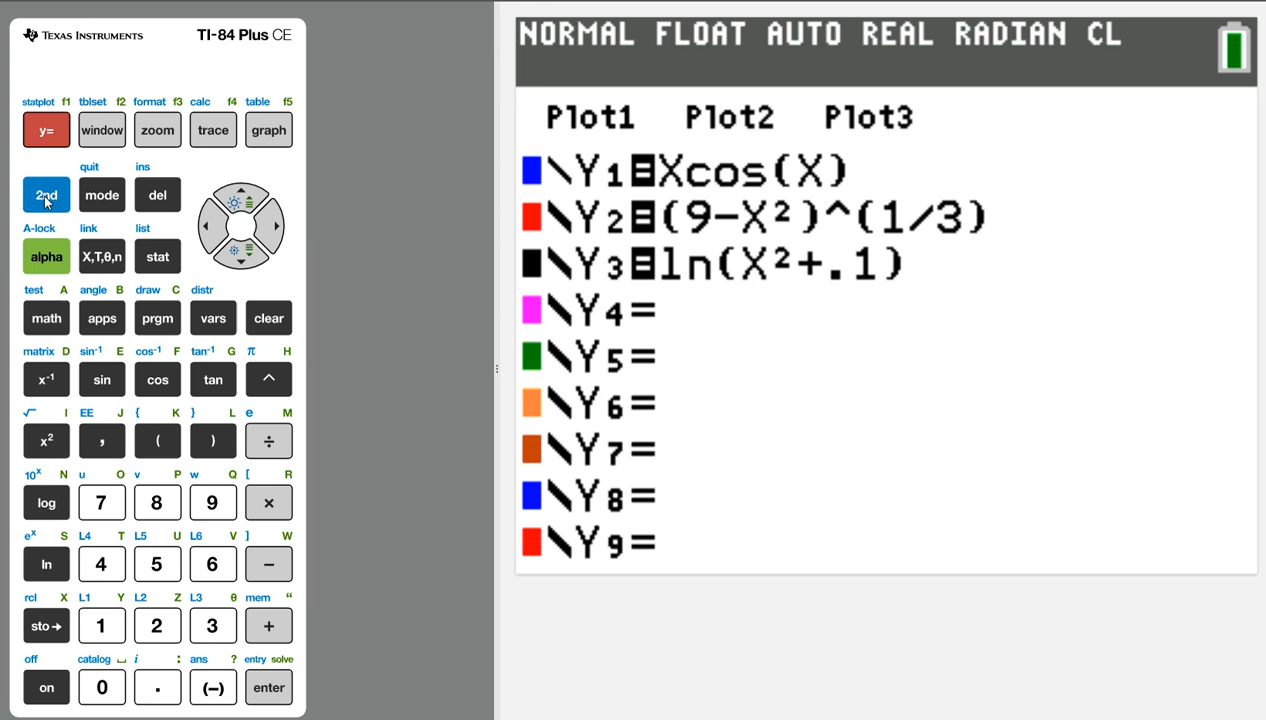 TEXAS INSTRUMENTS TI-84 Plus CE
NORMAL FLOAT AUTO REAL RADIAN CL
statplot f1 tblset f2 format f3 calc f4 table f5
y= window zoom trace graph
quit ins
2nd mode del
A-lock link list
alpha X,T,θ,n stat
test A angle B draw C distr
math apps prgm vars clear
matrix D sin⁻¹ E cos⁻¹ F tan⁻¹ G π H
x⁻¹ sin cos tan ^
√‾ I EE J { K } L e M
x² , ( ) ÷
10ˣ N u O v P w Q [ R
log 7 8 9 ×
eˣ S L4 T L5 U L6 V ] W
ln 4 5 6 −
rcl X L1 Y L2 Z L3 θ mem “
sto→ 1 2 3 +
off catalog ⎵ i : ans ? entry solve
on 0 . (−) enter
Plot1 Plot2 Plot3
\Y₁=Xcos(X)
\Y₂=(9-X²)^(1/3)
\Y₃=ln(X²+.1)
\Y₄=
\Y₅=
\Y₆=
\Y₇=
\Y₈=
\Y₉=